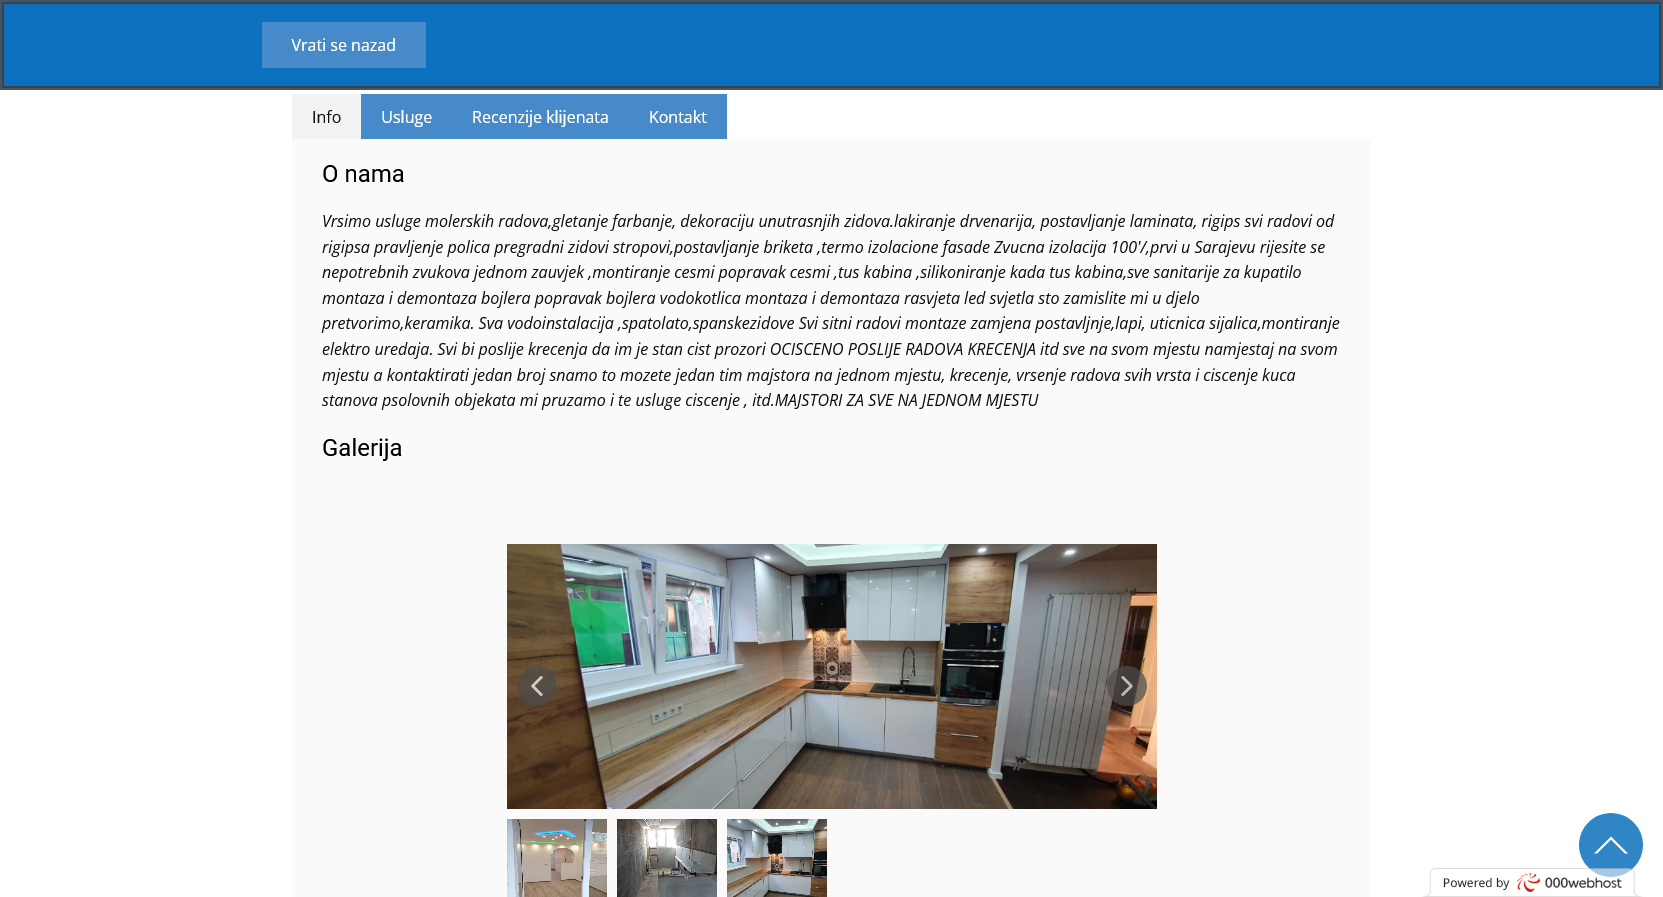 Vrati se nazad
Info
Usluge
Recenzije klijenata
Kontakt
O nama
Vrsimo usluge molerskih radova,gletanje farbanje, dekoraciju unutrasnjih zidova.lakiranje drvenarija, postavljanje laminata, rigips svi radovi od
rigipsa pravljenje polica pregradni zidovi stropovi,postavljanje briketa ,termo izolacione fasade Zvucna izolacija 100'/,prvi u Sarajevu rijesite se
nepotrebnih zvukova jednom zauvjek ,montiranje cesmi popravak cesmi ,tus kabina ,silikoniranje kada tus kabina,sve sanitarije za kupatilo
montaza i demontaza bojlera popravak bojlera vodokotlica montaza i demontaza rasvjeta led svjetla sto zamislite mi u djelo
pretvorimo,keramika. Sva vodoinstalacija ,spatolato,spanskezidove Svi sitni radovi montaze zamjena postavljnje,lapi, uticnica sijalica,montiranje
elektro uredaja. Svi bi poslije krecenja da im je stan cist prozori OCISCENO POSLIJE RADOVA KRECENJA itd sve na svom mjestu namjestaj na svom
mjestu a kontaktirati jedan broj snamo to mozete jedan tim majstora na jednom mjestu, krecenje, vrsenje radova svih vrsta i ciscenje kuca
stanova psolovnih objekata mi pruzamo i te usluge ciscenje , itd.MAJSTORI ZA SVE NA JEDNOM MJESTU
Galerija
Powered by 000webhost